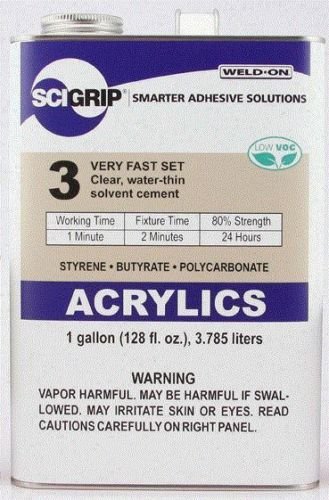 WELD-ON
SCIGRIP® SMARTER ADHESIVE SOLUTIONS
LOW VOC
3 VERY FAST SET
Clear, water-thin
solvent cement
Working Time Fixture Time 80% Strength
1 Minute 2 Minutes 24 Hours
STYRENE • BUTYRATE • POLYCARBONATE
ACRYLICS
1 gallon (128 fl. oz.), 3.785 liters
WARNING
VAPOR HARMFUL. MAY BE HARMFUL IF SWAL-
LOWED. MAY IRRITATE SKIN OR EYES. READ
CAUTIONS CAREFULLY ON RIGHT PANEL.